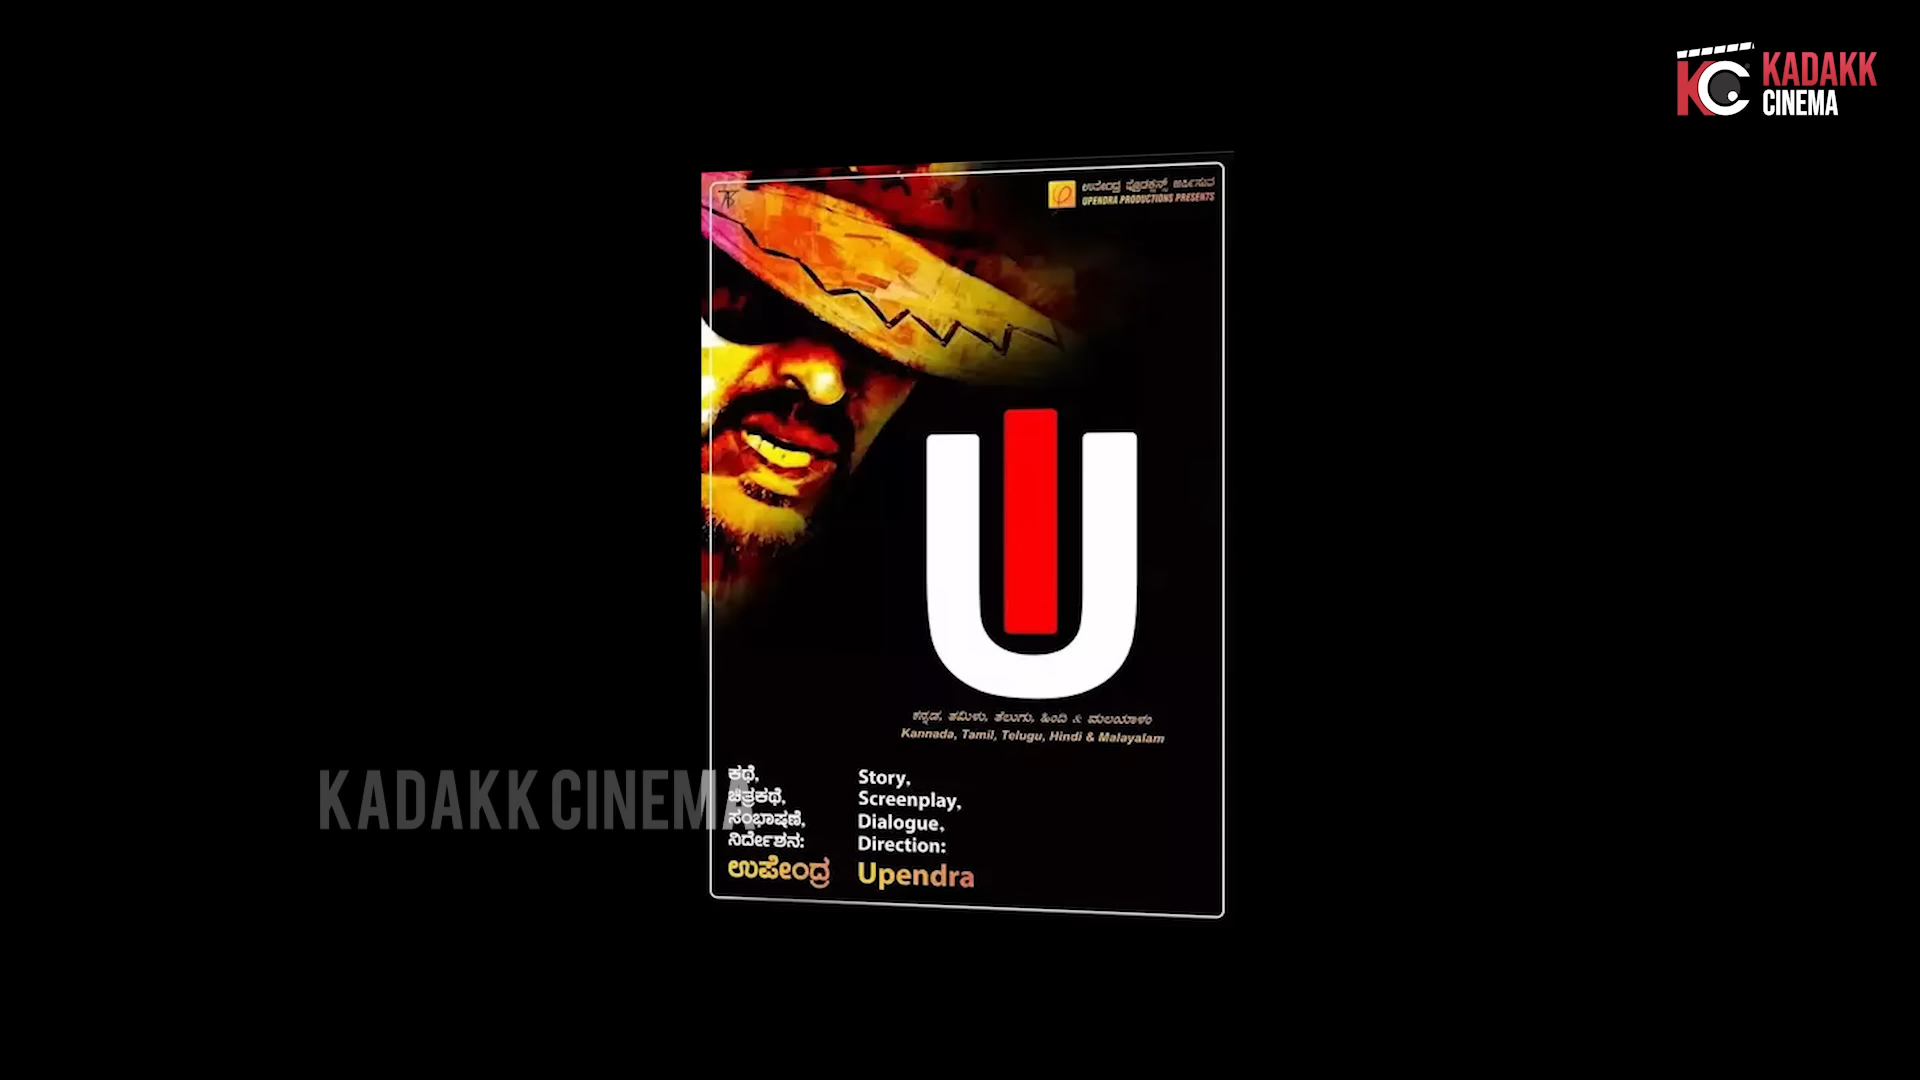 KADAKK
CINEMA
ಉಪೇಂದ್ರ ಪ್ರೊಡಕ್ಷನ್ಸ್ ಅರ್ಪಿಸುವ
UPENDRA PRODUCTIONS PRESENTS
UI
ಕನ್ನಡ, ತಮಿಳು, ತೆಲುಗು, ಹಿಂದಿ & ಮಲಯಾಳಂ
Kannada, Tamil, Telugu, Hindi & Malayalam
KADAKK CINEMA
ಕಥೆ,
ಚಿತ್ರಕಥೆ,
ಸಂಭಾಷಣೆ,
ನಿರ್ದೇಶನ:
ಉಪೇಂದ್ರ
Story,
Screenplay,
Dialogue,
Direction:
Upendra